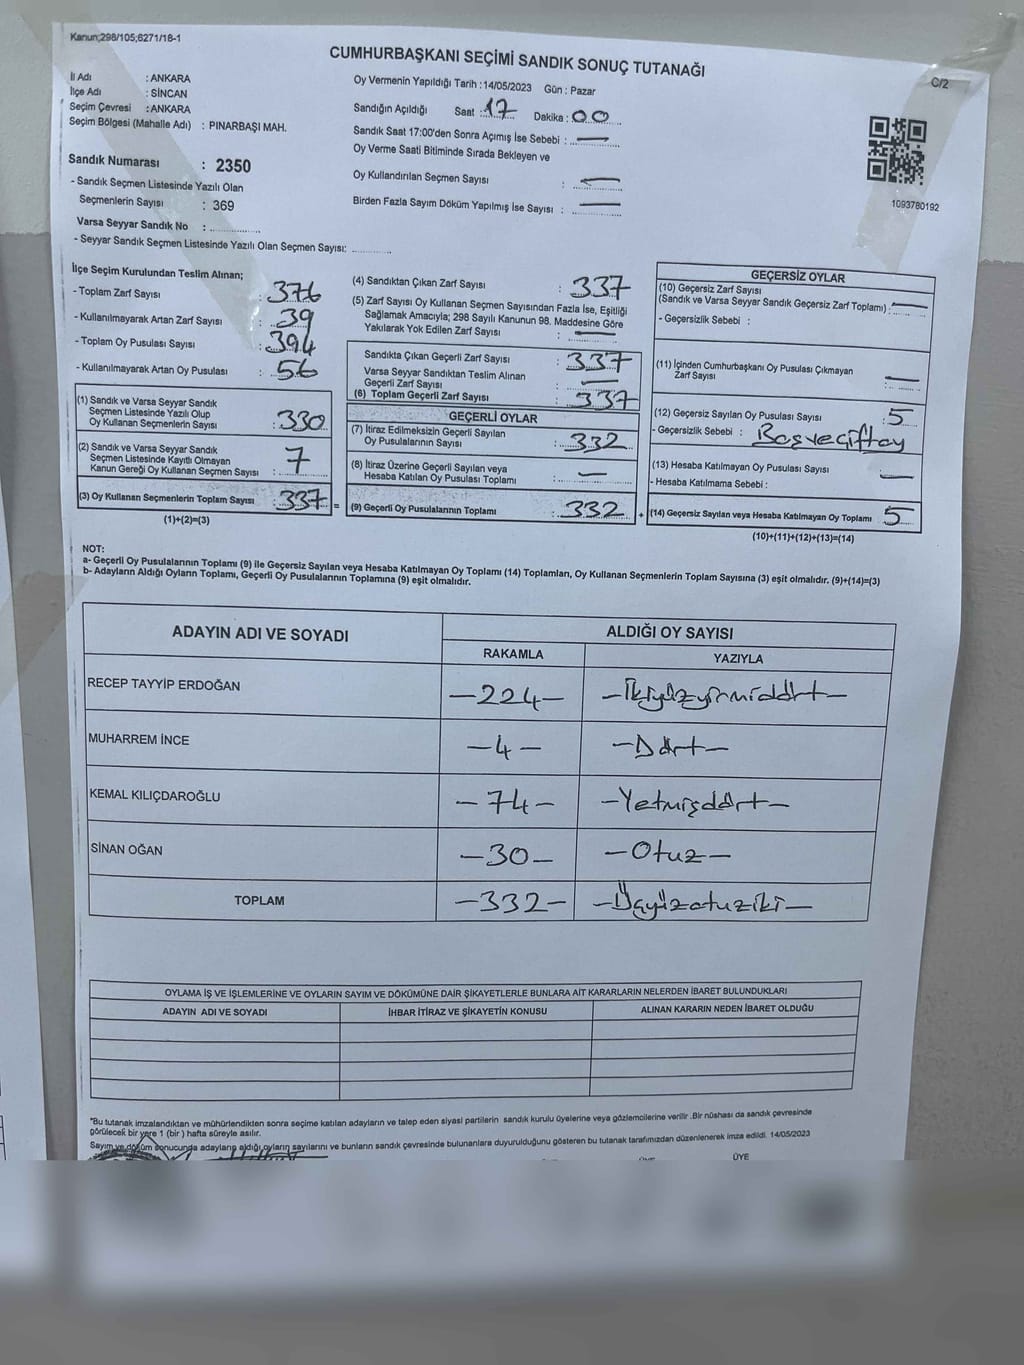 Kanun;298/105;6271/18-1
CUMHURBAŞKANI SEÇİMİ SANDIK SONUÇ TUTANAĞI
C/2
İl Adı : ANKARA
İlçe Adı : SİNCAN
Seçim Çevresi : ANKARA
Seçim Bölgesi (Mahalle Adı) : PINARBAŞI MAH.
Sandık Numarası : 2350
- Sandık Seçmen Listesinde Yazılı Olan
Seçmenlerin Sayısı : 369
Varsa Seyyar Sandık No : ..............
- Seyyar Sandık Seçmen Listesinde Yazılı Olan Seçmen Sayısı: ..........
Oy Vermenin Yapıldığı Tarih : 14/05/2023 Gün : Pazar
Sandığın Açıldığı Saat : 17 Dakika : 00
Sandık Saat 17:00'den Sonra Açımış İse Sebebi : —
Oy Verme Saati Bitiminde Sırada Bekleyen ve
Oy Kullandırılan Seçmen Sayısı : —
Birden Fazla Sayım Döküm Yapılmış İse Sayısı : —
1093780192
İlçe Seçim Kurulundan Teslim Alınan;
- Toplam Zarf Sayısı : 376
- Kullanılmayarak Artan Zarf Sayısı : 39
- Toplam Oy Pusulası Sayısı : 394
- Kullanılmayarak Artan Oy Pusulası : 56
(1) Sandık ve Varsa Seyyar Sandık
Seçmen Listesinde Yazılı Olup
Oy Kullanan Seçmenlerin Sayısı : 330
(2) Sandık ve Varsa Seyyar Sandık
Seçmen Listesinde Kayıtlı Olmayan
Kanun Gereği Oy Kullanan Seçmen Sayısı : 7
(3) Oy Kullanan Seçmenlerin Toplam Sayısı : 337 =
(1)+(2)=(3)
(4) Sandıktan Çıkan Zarf Sayısı : 337
(5) Zarf Sayısı Oy Kullanan Seçmen Sayısından Fazla İse, Eşitliği
Sağlamak Amacıyla; 298 Sayılı Kanunun 98. Maddesine Göre
Yakılarak Yok Edilen Zarf Sayısı : —
Sandıkta Çıkan Geçerli Zarf Sayısı : 337
Varsa Seyyar Sandıktan Teslim Alınan
Geçerli Zarf Sayısı : —
(6) Toplam Geçerli Zarf Sayısı : 337
GEÇERLİ OYLAR
(7) İtiraz Edilmeksizin Geçerli Sayılan
Oy Pusulalarının Sayısı : 332
(8) İtiraz Üzerine Geçerli Sayılan veya
Hesaba Katılan Oy Pusulası Toplamı : —
(9) Geçerli Oy Pusulalarının Toplamı : 332 +
GEÇERSİZ OYLAR
(10) Geçersiz Zarf Sayısı
(Sandık ve Varsa Seyyar Sandık Geçersiz Zarf Toplamı) : —
- Geçersizlik Sebebi :
(11) İçinden Cumhurbaşkanı Oy Pusulası Çıkmayan
Zarf Sayısı : —
(12) Geçersiz Sayılan Oy Pusulası Sayısı : 5
- Geçersizlik Sebebi : Boş ve Çift oy
(13) Hesaba Katılmayan Oy Pusulası Sayısı : —
- Hesaba Katılmama Sebebi :
(14) Geçersiz Sayılan veya Hesaba Katılmayan Oy Toplamı 5
(10)+(11)+(12)+(13)=(14)
NOT:
a- Geçerli Oy Pusulalarının Toplamı (9) ile Geçersiz Sayılan veya Hesaba Katılmayan Oy Toplamı (14) Toplamları, Oy Kullanan Seçmenlerin Toplam Sayısına (3) eşit olmalıdır. (9)+(14)=(3)
b- Adayların Aldığı Oyların Toplamı, Geçerli Oy Pusulalarının Toplamına (9) eşit olmalıdır.
ADAYIN ADI VE SOYADI
ALDIĞI OY SAYISI
RAKAMLA YAZIYLA
RECEP TAYYİP ERDOĞAN -224- -İkiyüzyirmidört-
MUHARREM İNCE -4- -Dört-
KEMAL KILIÇDAROĞLU -74- -Yetmişdört-
SİNAN OĞAN -30- -Otuz-
TOPLAM -332- -Üçyüzotuziki-
OYLAMA İŞ VE İŞLEMLERİNE VE OYLARIN SAYIM VE DÖKÜMÜNE DAİR ŞİKAYETLERLE BUNLARA AİT KARARLARIN NELERDEN İBARET BULUNDUKLARI
ADAYIN ADI VE SOYADI İHBAR İTİRAZ VE ŞİKAYETİN KONUSU ALINAN KARARIN NEDEN İBARET OLDUĞU
"Bu tutanak imzalandıktan ve mühürlendikten sonra seçime katılan adayların ve talep eden siyasi partilerin sandık kurulu üyelerine veya gözlemcilerine verilir .Bir nüshası da sandık çevresinde
görülecek bir yere 1 (bir ) hafta süreyle asılır.
Sayım ve döküm sonucunda adayların aldığı oyların sayılarını ve bunların sandık çevresinde bulunanlara duyurulduğunu gösteren bu tutanak tarafımızdan düzenlenerek imza edildi. 14/05/2023
ÜYE